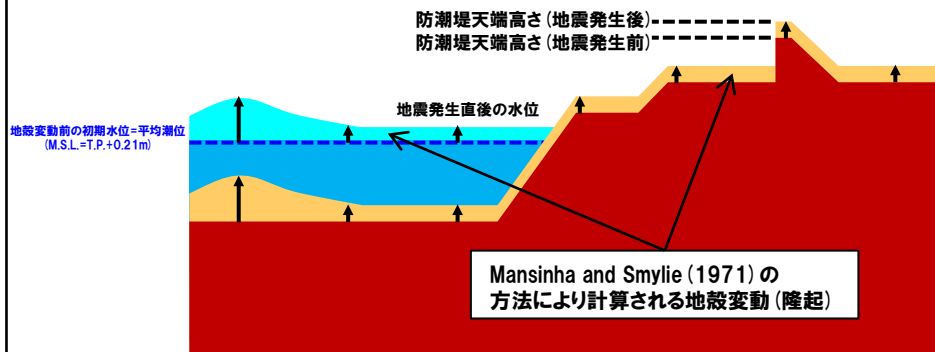 防潮堤天端高さ(地震発生後)
防潮堤天端高さ(地震発生前)
地震発生直後の水位
地殻変動前の初期水位=平均潮位
(M.S.L.=T.P.+0.21m)
Mansinha and Smylie(1971)の
方法により計算される地殻変動(隆起)